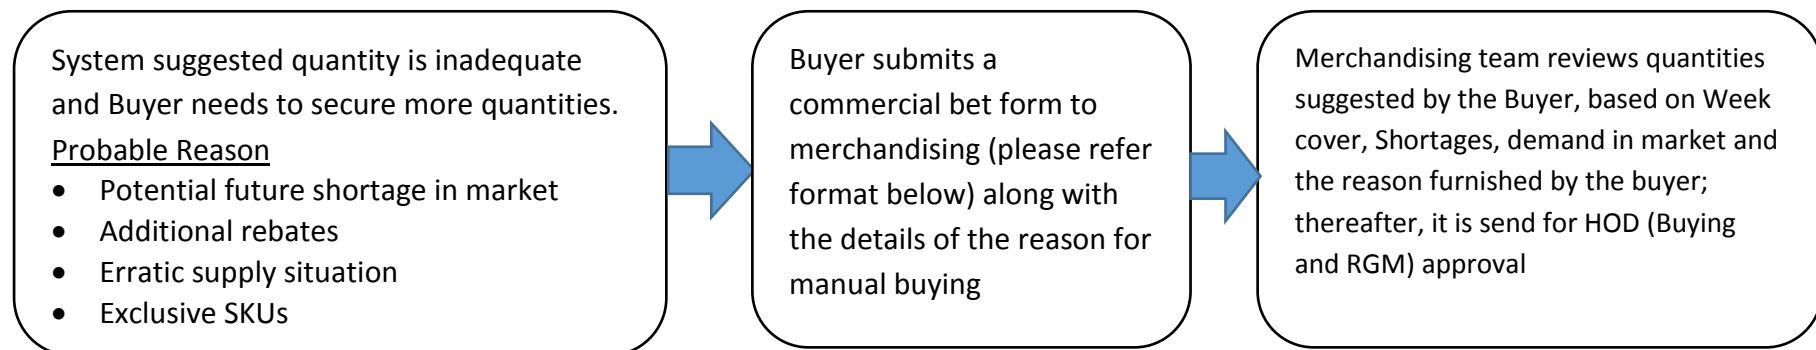 System suggested quantity is inadequate
and Buyer needs to secure more quantities.
Probable Reason
• Potential future shortage in market
• Additional rebates
• Erratic supply situation
• Exclusive SKUs
Buyer submits a
commercial bet form to
merchandising (please refer
format below) along with
the details of the reason for
manual buying
Merchandising team reviews quantities
suggested by the Buyer, based on Week
cover, Shortages, demand in market and
the reason furnished by the buyer;
thereafter, it is send for HOD (Buying
and RGM) approval